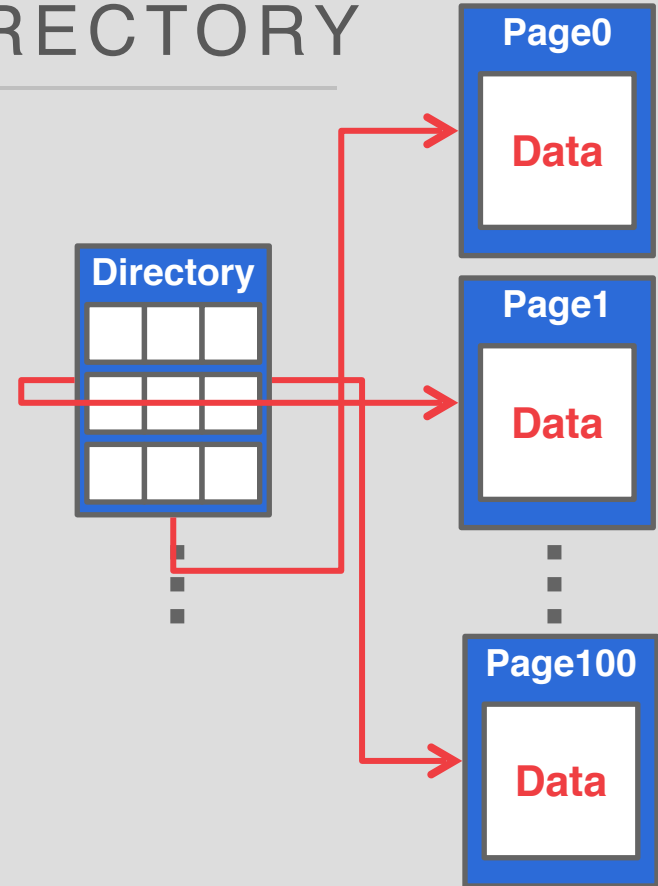 RECTORY
Directory
Page0
Data
Page1
Data
Page100
Data